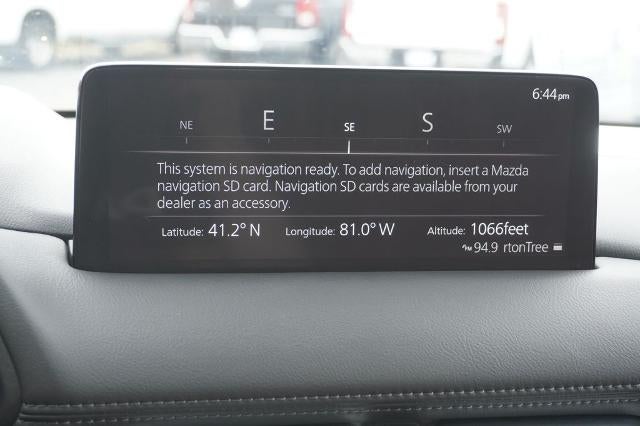 6:44pm
NE E SE S SW
This system is navigation ready. To add navigation, insert a Mazda
navigation SD card. Navigation SD cards are available from your
dealer as an accessory.
Latitude: 41.2° N Longitude: 81.0° W Altitude: 1066feet
FM 94.9 rtonTree